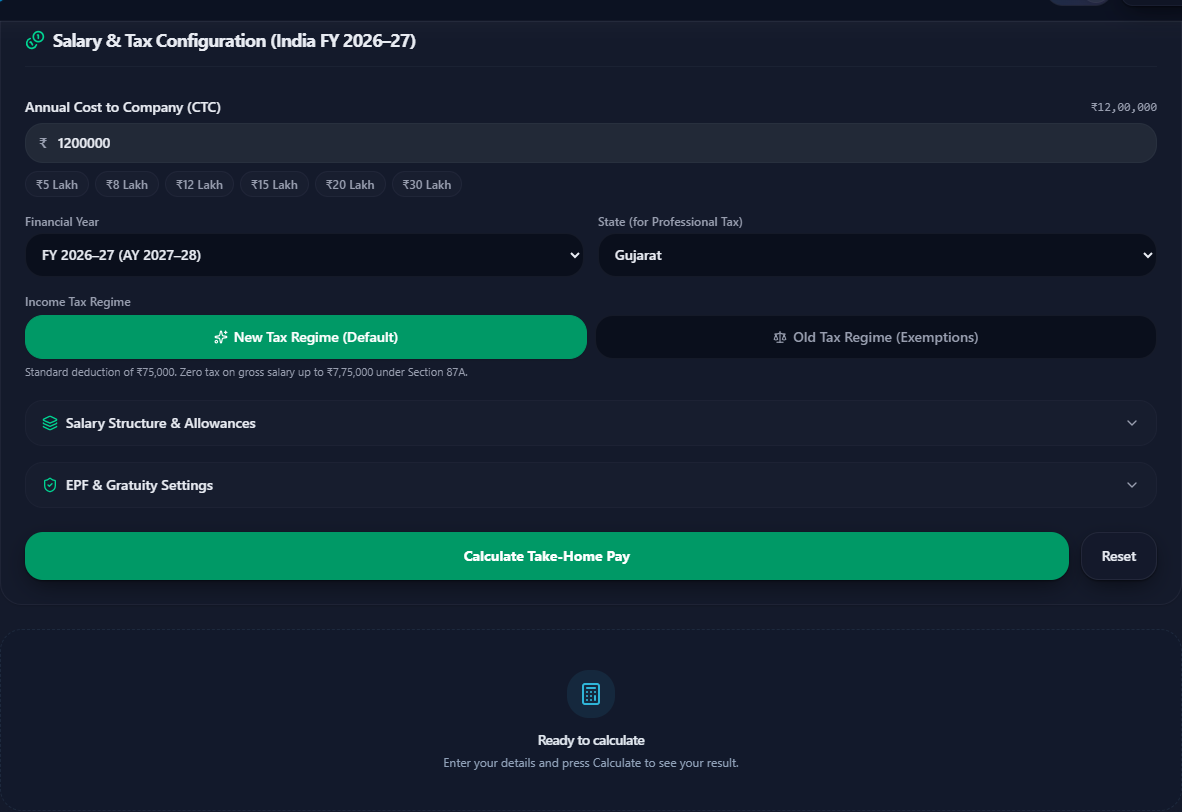 Salary & Tax Configuration (India FY 2026–27)
Annual Cost to Company (CTC)
₹12,00,000
₹ 1200000
₹5 Lakh
₹8 Lakh
₹12 Lakh
₹15 Lakh
₹20 Lakh
₹30 Lakh
Financial Year
State (for Professional Tax)
FY 2026–27 (AY 2027–28)
Gujarat
Income Tax Regime
New Tax Regime (Default)
Old Tax Regime (Exemptions)
Standard deduction of ₹75,000. Zero tax on gross salary up to ₹7,75,000 under Section 87A.
Salary Structure & Allowances
EPF & Gratuity Settings
Calculate Take-Home Pay
Reset
Ready to calculate
Enter your details and press Calculate to see your result.